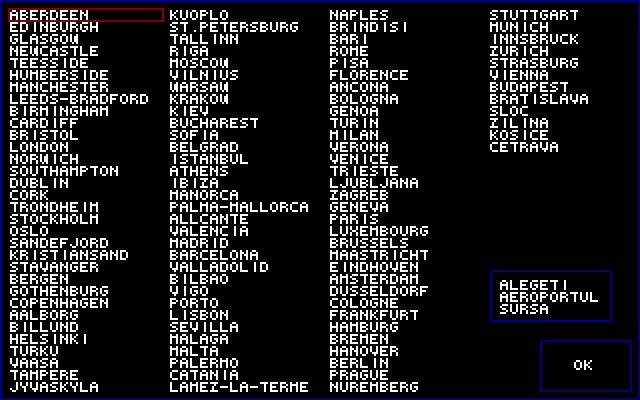 ABERDEEN
EDINBURGH
GLASGOW
NEWCASTLE
TEESSIDE
HUMBERSIDE
MANCHESTER
LEEDS-BRADFORD
BIRMINGHAM
CARDIFF
BRISTOL
LONDON
NORWICH
SOUTHAMPTON
DUBLIN
CORK
TRONDHEIM
STOCKHOLM
OSLO
SANDEFJORD
KRISTIANSAND
STAVANGER
BERGEN
GOTHENBURG
COPENHAGEN
AALBORG
BILLUND
HELSINKI
TURKU
VAASA
TAMPERE
JYVASKYLA
KUOPLO
ST.PETERSBURG
TALLINN
RIGA
MOSCOW
VILNIUS
WARSAW
KRAKOW
KIEV
BUCHAREST
SOFIA
BELGRAD
ISTANBUL
ATHENS
IBIZA
MANORCA
PALMA-MALLORCA
ALLCANTE
VALENCIA
MADRID
BARCELONA
VALLADOLID
BILBAO
VIGO
PORTO
LISBON
SEVILLA
MALAGA
MALTA
PALERMO
CATANIA
LAMEZ-LA-TERME
NAPLES
BRINDISI
BARI
ROME
PISA
FLORENCE
ANCONA
BOLOGNA
GENOA
TURIN
MILAN
VERONA
VENICE
TRIESTE
LJUBLJANA
ZAGREB
GENEVA
PARIS
LUXEMBOURG
BRUSSELS
MAASTRICHT
EINDHOVEN
AMSTERDAM
DUSSELDORF
COLOGNE
FRANKFURT
HAMBURG
BREMEN
HANOVER
BERLIN
PRAGUE
NUREMBERG
STUTTGART
MUNICH
INNSBRUCK
ZURICH
STRASBURG
VIENNA
BUDAPEST
BRATISLAVA
SLOC
ZILINA
KOSICE
CETRAVA
ALEGETI
AEROPORTUL
SURSA
OK